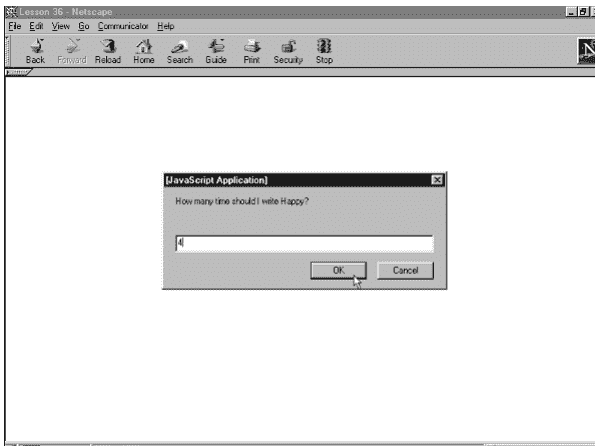 Lesson 36 - Netscape
File Edit View Go Communicator Help
Back Forward Reload Home Search Guide Print Security Stop
N
[JavaScript Application]
How many time should I write Happy?
4
OK Cancel